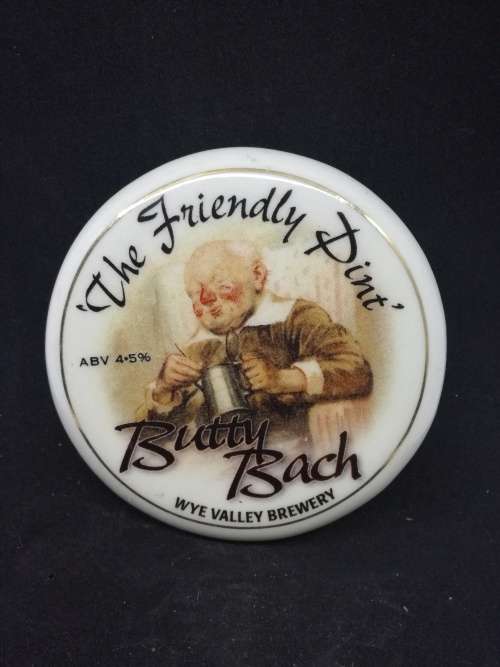 'The Friendly Pint'
ABV 4•5%
Butty
Bach
WYE VALLEY BREWERY